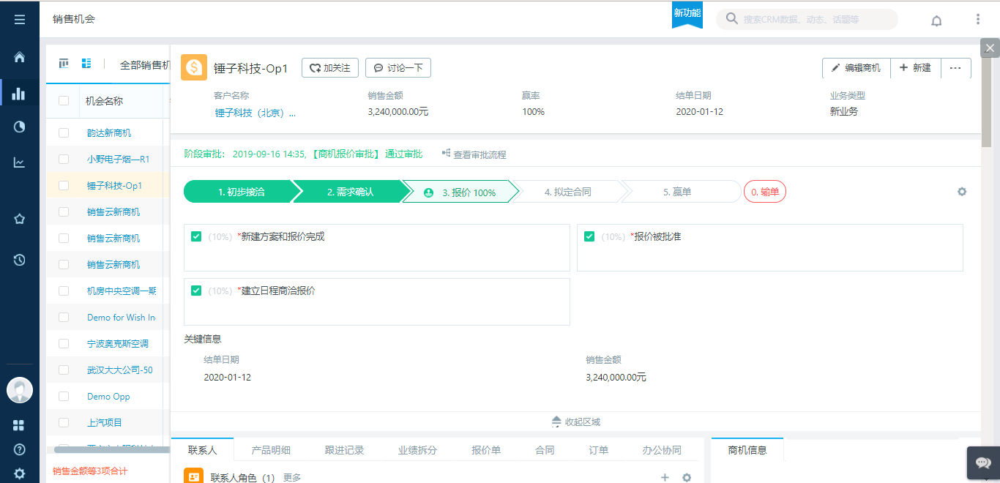 销售机会
新功能
搜索CRM数据、动态、话题等
全部销售机
机会名称
韵达新商机
小野电子烟—R1
锤子科技-Op1
销售云新商机
销售云新商机
销售云新商机
机房中央空调一期
Demo for Wish In
宁波奥克斯空调
武汉大大公司-50
Demo Opp
上汽项目
销售金额等3项合计
锤子科技-Op1
加关注
讨论一下
编辑商机
新建
客户名称 销售金额 赢率 结单日期 业务类型
锤子科技（北京）... 3,240,000.00元 100% 2020-01-12 新业务
阶段审批： 2019-09-16 14:35, 【商机报价审批】 通过审批 查看审批流程
1. 初步接洽 2. 需求确认 3. 报价 100% 4. 拟定合同 5. 赢单 0. 输单
(10%) *新建方案和报价完成
(10%) *报价被批准
(10%) *建立日程商洽报价
关键信息
结单日期 销售金额
2020-01-12 3,240,000.00元
收起区域
联系人 产品明细 跟进记录 业绩拆分 报价单 合同 订单 办公协同 商机信息
联系人角色（1） 更多